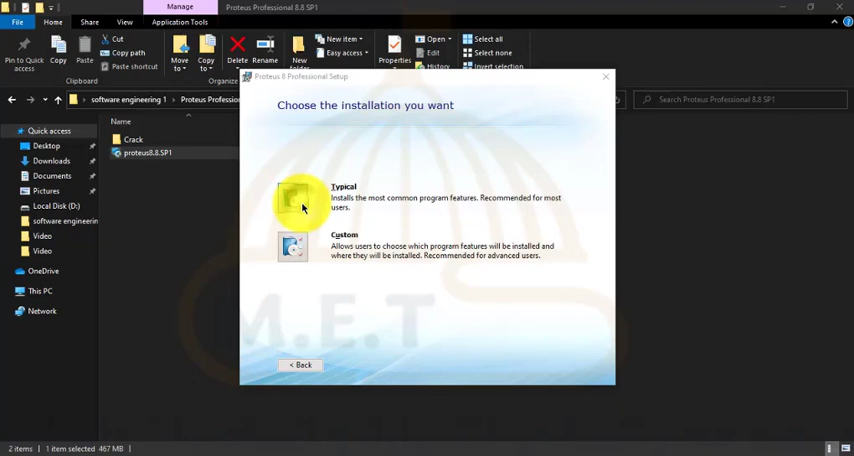 Manage
Proteus Professional 8.8 SP1
File
Home
Share
View
Application Tools
Pin to Quick access
Copy
Paste
Cut
Copy path
Paste shortcut
Clipboard
Move to
Copy to
Delete
Rename
Organize
New folder
New item
Easy access
Properties
Open
Edit
History
Select all
Select none
Invert selection
software engineering 1 > Proteus Profession
Search Proteus Professional 8.8 SP1
Quick access
Desktop
Downloads
Documents
Pictures
Local Disk (D:)
software engineerin
Video
Video
OneDrive
This PC
Network
Name
Crack
proteus8.8.SP1
Proteus 8 Professional Setup
Choose the installation you want
Typical
Installs the most common program features. Recommended for most
users.
Custom
Allows users to choose which program features will be installed and
where they will be installed. Recommended for advanced users.
M.E.T
< Back
2 items
1 item selected 467 MB